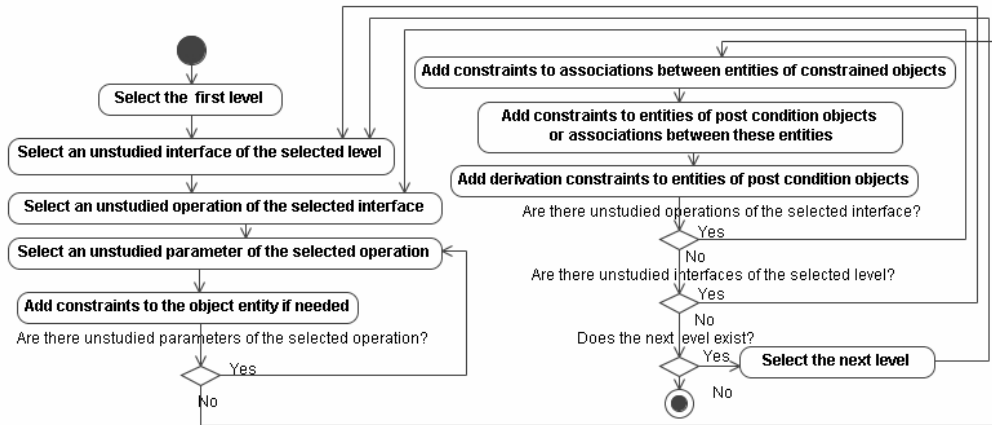 Select the first level
Select an unstudied interface of the selected level
Select an unstudied operation of the selected interface
Select an unstudied parameter of the selected operation
Add constraints to the object entity if needed
Are there unstudied parameters of the selected operation?
Yes
No
Add constraints to associations between entities of constrained objects
Add constraints to entities of post condition objects
or associations between these entities
Add derivation constraints to entities of post condition objects
Are there unstudied operations of the selected interface?
Yes
No
Are there unstudied interfaces of the selected level?
Yes
No
Does the next level exist?
Yes
Select the next level
No